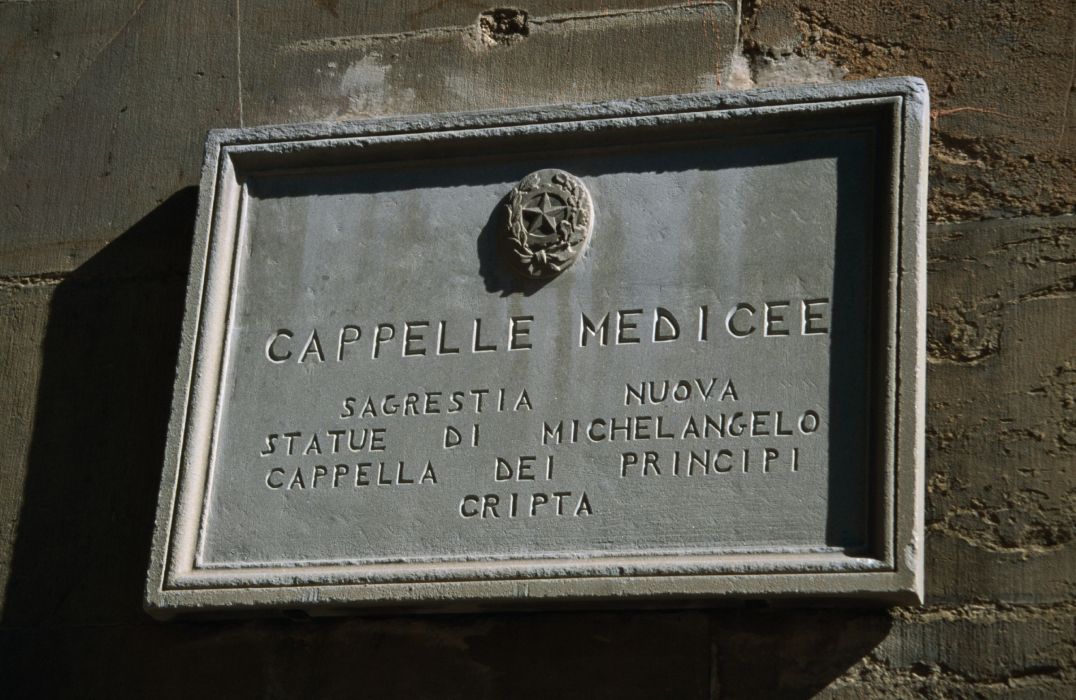 CAPPELLE MEDICEE
SAGRESTIA NUOVA
STATUE DI MICHELANGELO
CAPPELLA DEI PRINCIPI
CRIPTA